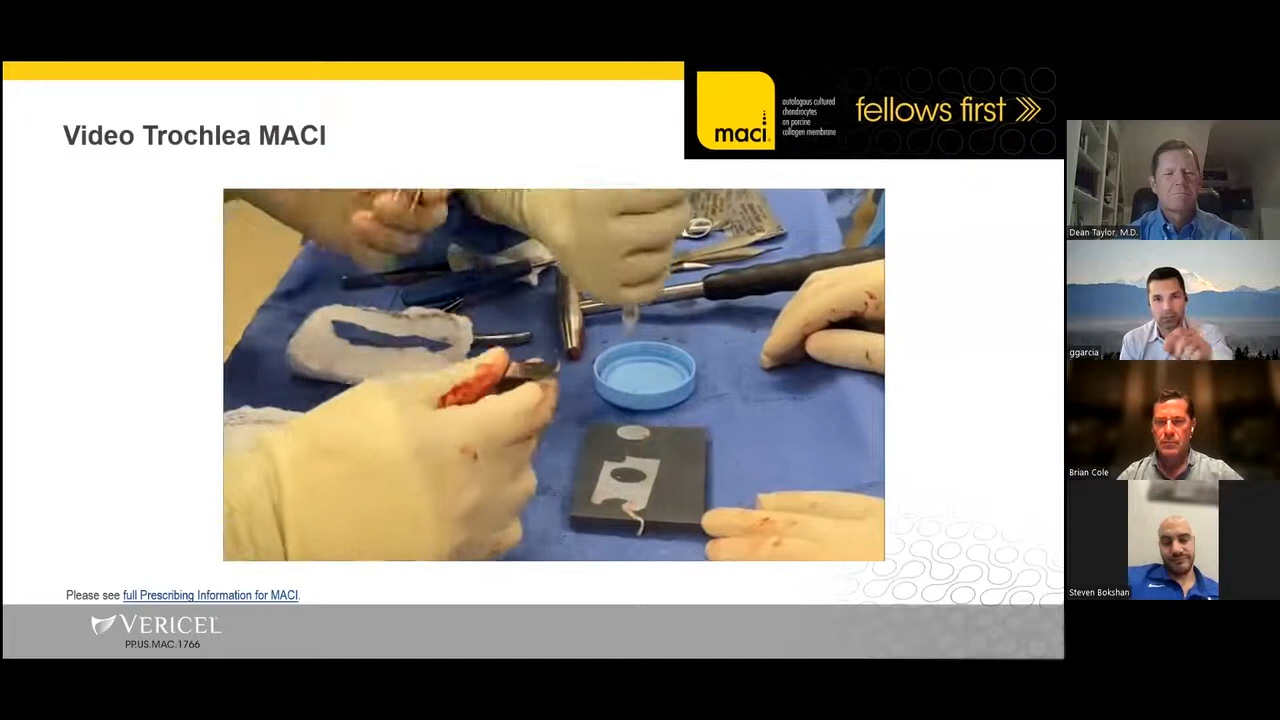 Video Trochlea MACI
maci
autologous cultured
chondrocytes
on porcine
collagen membrane
fellows first
Dean Taylor, M.D.
ggarcia
Brian Cole
Steven Bokshan
Please see full Prescribing Information for MACI.
VERICEL
PP.US.MAC.1766